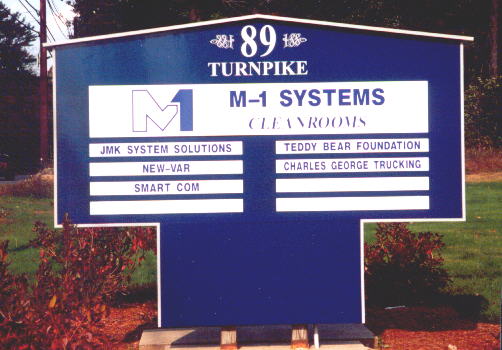 89
TURNPIKE
M1
M-1 SYSTEMS
CLEANROOMS
JMK SYSTEM SOLUTIONS
NEW-VAR
SMART COM
TEDDY BEAR FOUNDATION
CHARLES GEORGE TRUCKING